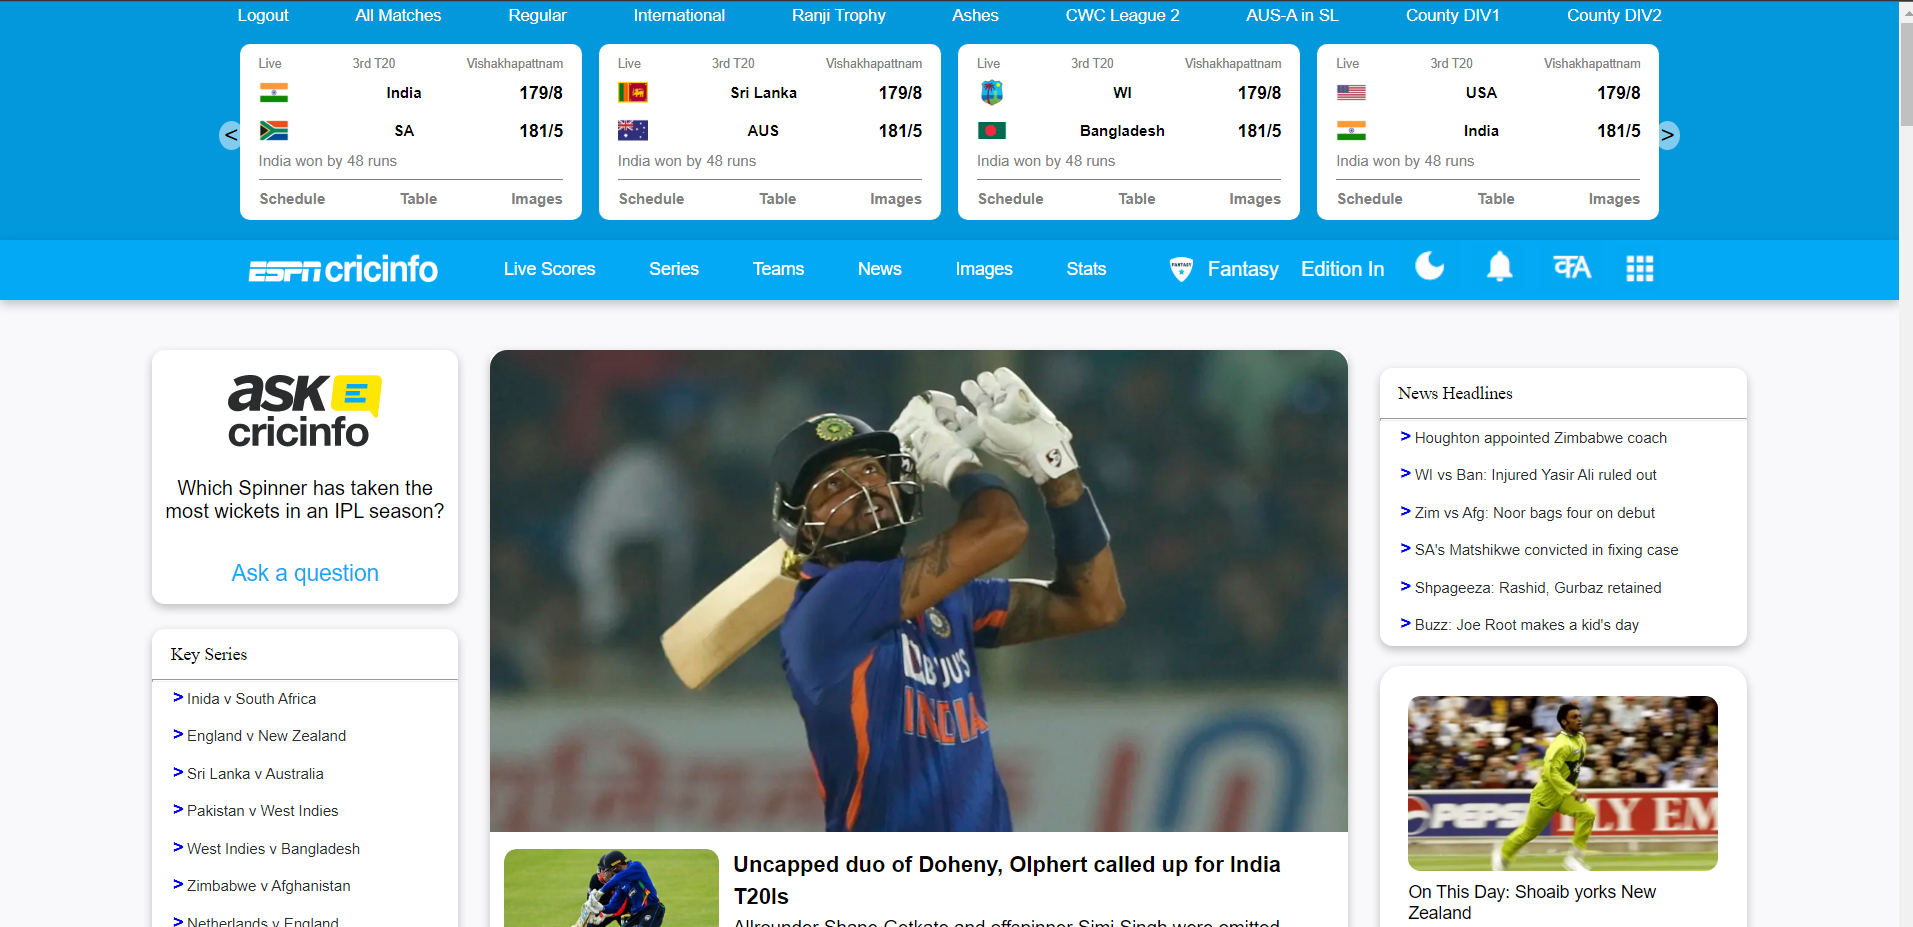 Logout All Matches Regular International Ranji Trophy Ashes CWC League 2 AUS-A in SL County DIV1 County DIV2
Live 3rd T20 Vishakhapattnam
India 179/8
SA 181/5
India won by 48 runs
Schedule Table Images
Live 3rd T20 Vishakhapattnam
Sri Lanka 179/8
AUS 181/5
India won by 48 runs
Schedule Table Images
Live 3rd T20 Vishakhapattnam
WI 179/8
Bangladesh 181/5
India won by 48 runs
Schedule Table Images
Live 3rd T20 Vishakhapattnam
USA 179/8
India 181/5
India won by 48 runs
Schedule Table Images
< >
ESPN cricinfo Live Scores Series Teams News Images Stats FANTASY Fantasy Edition In क A
ask
cricinfo
Which Spinner has taken the
most wickets in an IPL season?
Ask a question
Key Series
> Inida v South Africa
> England v New Zealand
> Sri Lanka v Australia
> Pakistan v West Indies
> West Indies v Bangladesh
> Zimbabwe v Afghanistan
> Netherlands v England
BYJU'S
INDIA
Uncapped duo of Doheny, Olphert called up for India
T20Is
Allrounder Shane Getkate and offspinner Simi Singh were omitted
News Headlines
> Houghton appointed Zimbabwe coach
> WI vs Ban: Injured Yasir Ali ruled out
> Zim vs Afg: Noor bags four on debut
> SA's Matshikwe convicted in fixing case
> Shpageeza: Rashid, Gurbaz retained
> Buzz: Joe Root makes a kid's day
PEPSI FLY EM
On This Day: Shoaib yorks New
Zealand